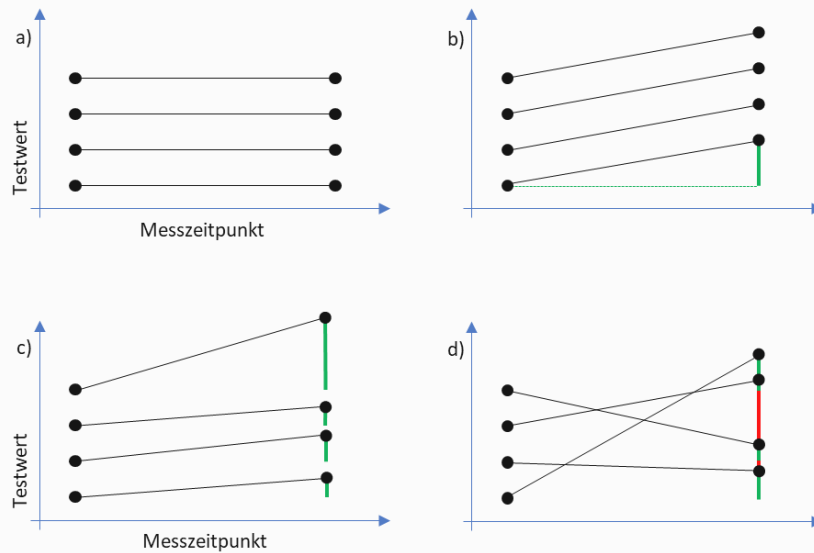 a)
b)
Testwert
Messzeitpunkt
c)
d)
Testwert
Messzeitpunkt